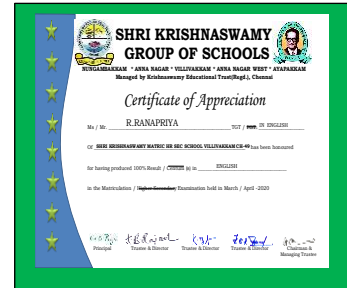 SHRI KRISHNASWAMY
GROUP OF SCHOOLS
NUNGAMBAKKAM * ANNA NAGAR * VILLIVAKKAM * ANNA NAGAR WEST * AYAPAKKAM
Managed by Krishnaswamy Educational Trust(Regd.), Chennai
Certificate of Appreciation
Ms / Mr. R.RANAPRIYA TGT / PGT. IN ENGLISH
Of SHRI KRISHNASWAMY MATRIC HR SEC SCHOOL VILLIVAKKAM CH-49 has been honoured
for having produced 100% Result / Centum (s) in ENGLISH
in the Matriculation / Higher Secondary Examination held in March / April -2020
Principal Trustee & Director Trustee & Director Trustee & Director Chairman &
Managing Trustee